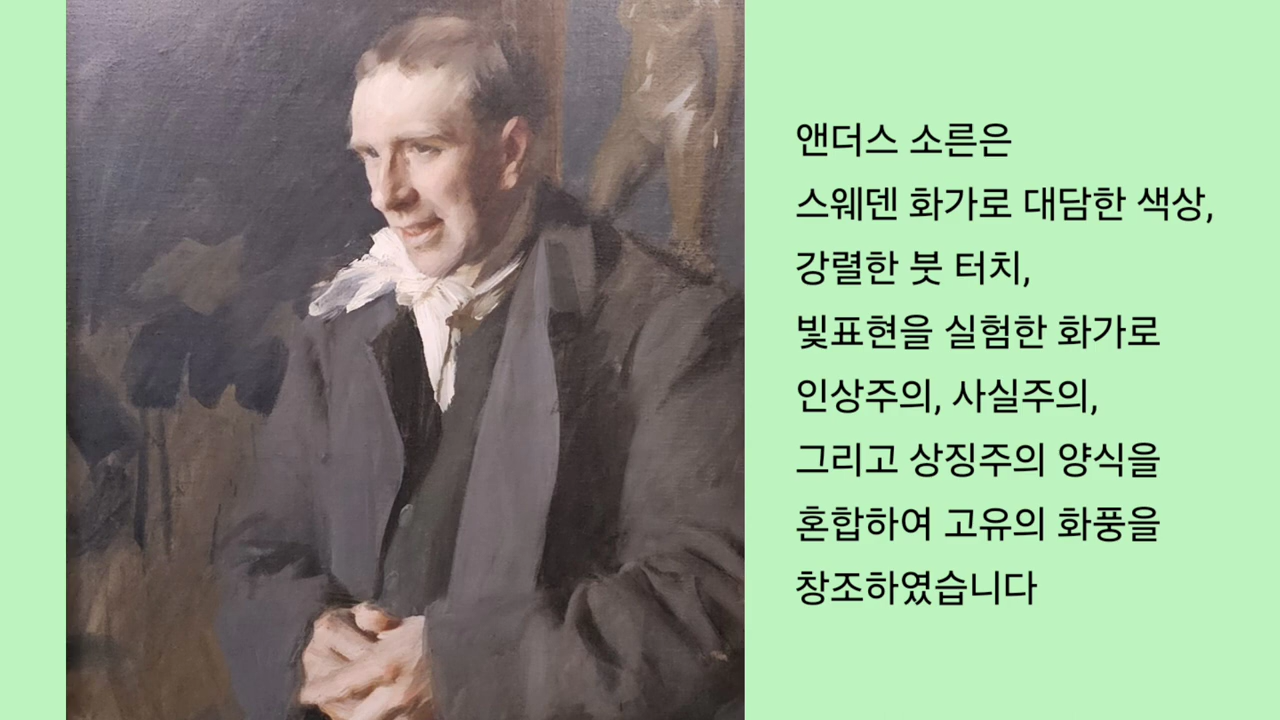 앤더스 소른은
스웨덴 화가로 대담한 색상,
강렬한 붓 터치,
빛표현을 실험한 화가로
인상주의, 사실주의,
그리고 상징주의 양식을
혼합하여 고유의 화풍을
창조하였습니다